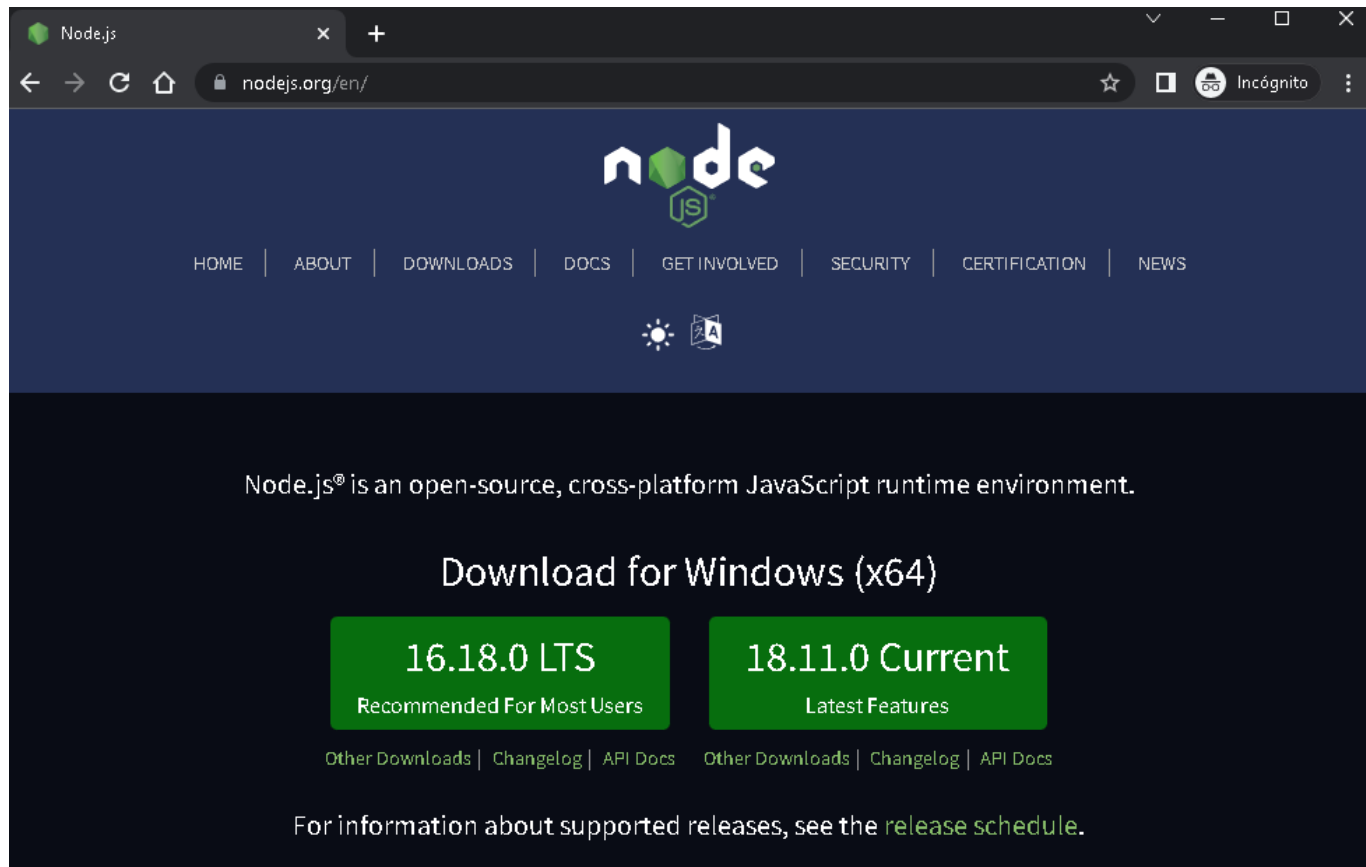 Node.js
nodejs.org/en/
Incógnito
node
JS
HOME | ABOUT | DOWNLOADS | DOCS | GET INVOLVED | SECURITY | CERTIFICATION | NEWS
Node.js® is an open-source, cross-platform JavaScript runtime environment.
Download for Windows (x64)
16.18.0 LTS
Recommended For Most Users
18.11.0 Current
Latest Features
Other Downloads | Changelog | API Docs
Other Downloads | Changelog | API Docs
For information about supported releases, see the release schedule.